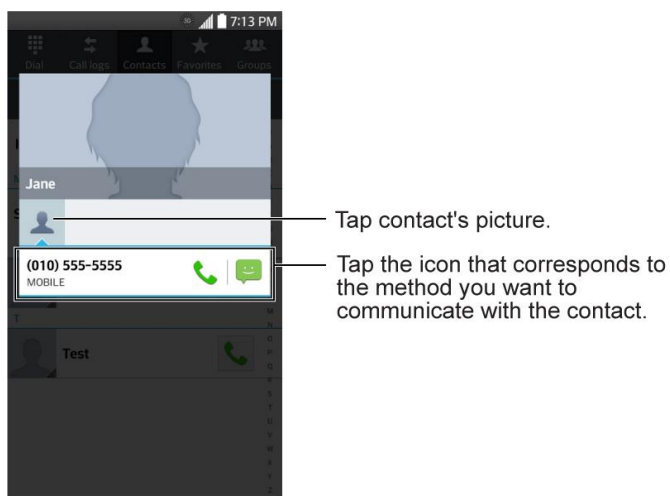 3G 7:13 PM
Dial Call logs Contacts Favorites Groups
Jane
Tap contact's picture.
(010) 555-5555
MOBILE
Tap the icon that corresponds to
the method you want to
communicate with the contact.
T
Test
M
N
O
P
Q
R
S
T
U
V
W
X
Y
Z